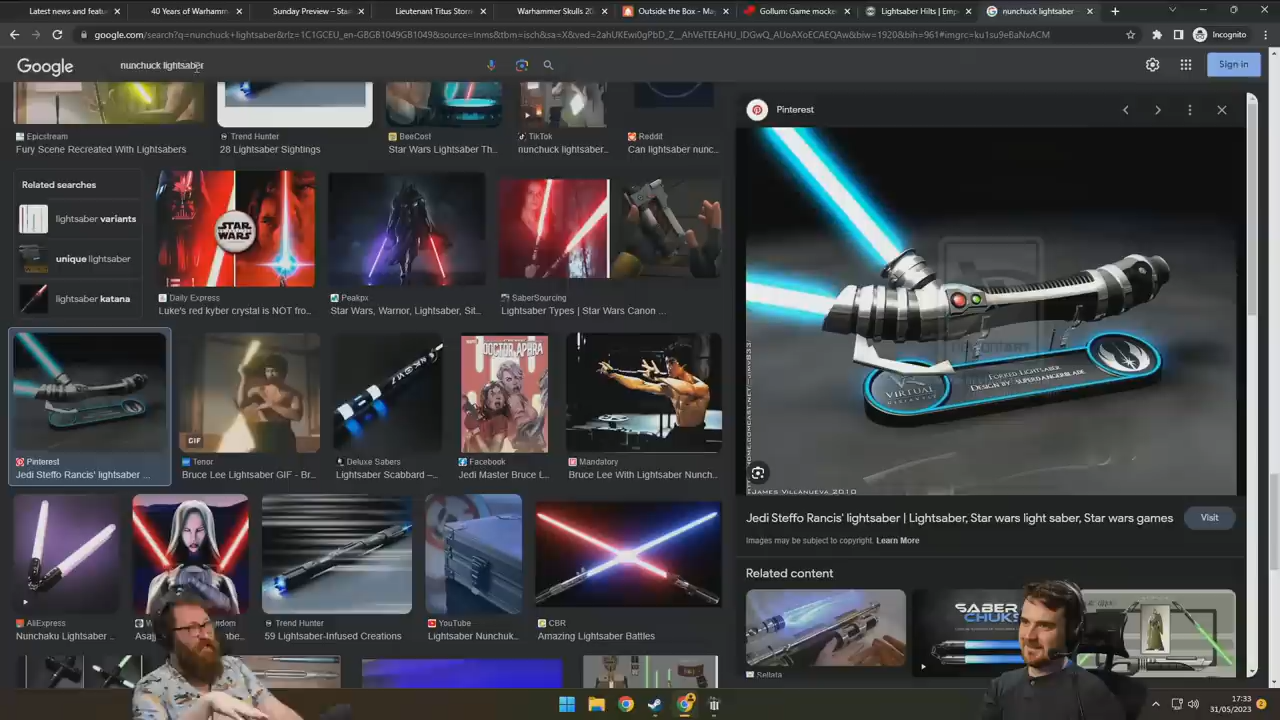 Latest news and featu
40 Years of Warhamm
Sunday Preview – Sta
Lieutenant Titus Storm
Warhammer Skulls 20
Outside the Box - Mag
Gollum: Game mocke
Lightsaber Hilts | Emp
nunchuck lightsaber
google.com/search?q=nunchuck+lightsaber&rlz=1C1GCEU_en-GBGB1049GB1049&source=lnms&tbm=isch&sa=X&ved=
Incognito
Google
nunchuck lightsaber
Sign in
Epicstream
Fury Scene Recreated With Lightsabers
Trend Hunter
28 Lightsaber Sightings
BeeCost
Star Wars Lightsaber Th...
TikTok
nunchuck lightsaber...
Reddit
Can lightsaber nunc...
Pinterest
Related searches
lightsaber variants
unique lightsaber
lightsaber katana
STAR
WARS
Daily Express
Luke's red kyber crystal is NOT fro...
Peakpx
Star Wars, Warrior, Lightsaber, Sit...
SaberSourcing
Lightsaber Types | Star Wars Canon ...
VIRTUAL
FORKED LIGHTSABER
DESIGN BY SUPERDANGERBLADE
JAMES VILLANUEVA 2010
Pinterest
Jedi Steffo Rancis' lightsaber ...
GIF
Tenor
Bruce Lee Lightsaber GIF - Br...
Deluxe Sabers
Lightsaber Scabbard –...
DOCTOR APHRA
Facebook
Jedi Master Bruce L...
Mandatory
Bruce Lee With Lightsaber Nunch...
Jedi Steffo Rancis' lightsaber | Lightsaber, Star wars light saber, Star wars games
Visit
Images may be subject to copyright. Learn More
Related content
SABER
CHUKS
Sellata
AliExpress
Nunchaku Lightsaber ...
Asaj
Trend Hunter
59 Lightsaber-Infused Creations
YouTube
Lightsaber Nunchuk...
CBR
Amazing Lightsaber Battles
17:33
31/05/2023
2